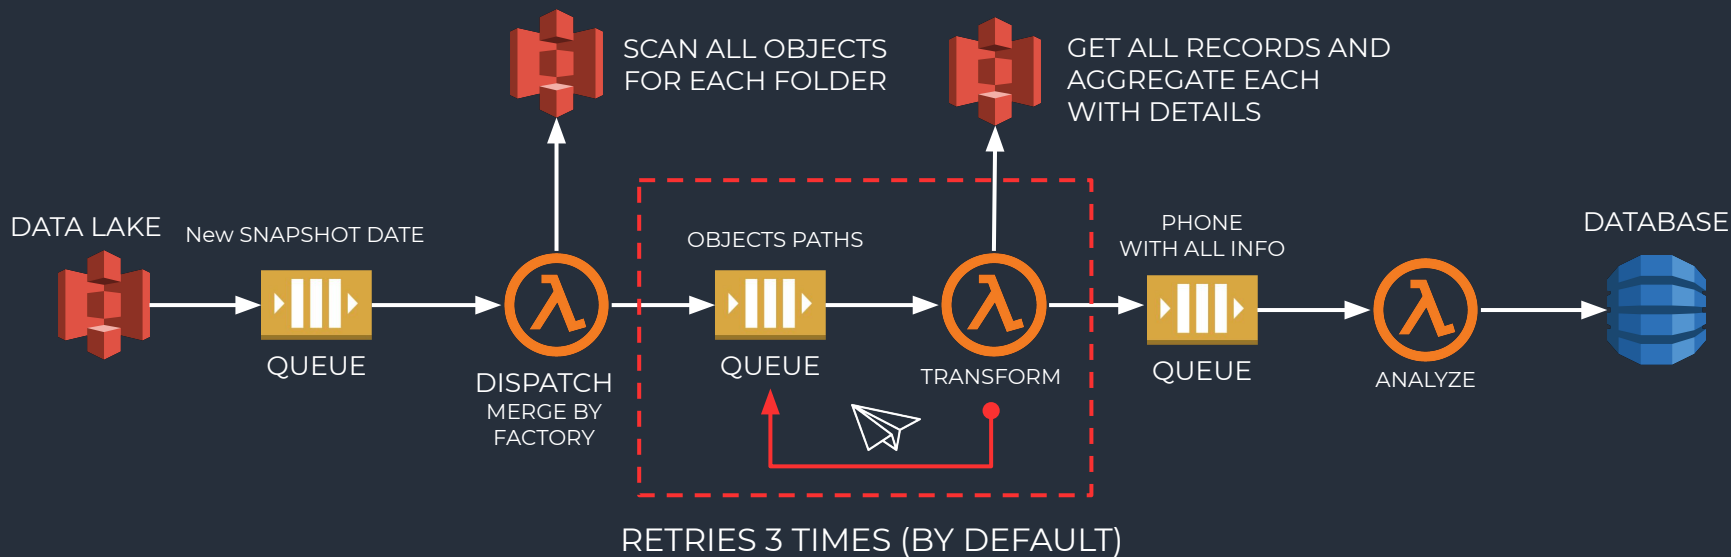 SCAN ALL OBJECTS
FOR EACH FOLDER
GET ALL RECORDS AND
AGGREGATE EACH
WITH DETAILS
DATA LAKE
New SNAPSHOT DATE
OBJECTS PATHS
PHONE
WITH ALL INFO
DATABASE
QUEUE
DISPATCH
MERGE BY
FACTORY
QUEUE
TRANSFORM
QUEUE
ANALYZE
RETRIES 3 TIMES (BY DEFAULT)